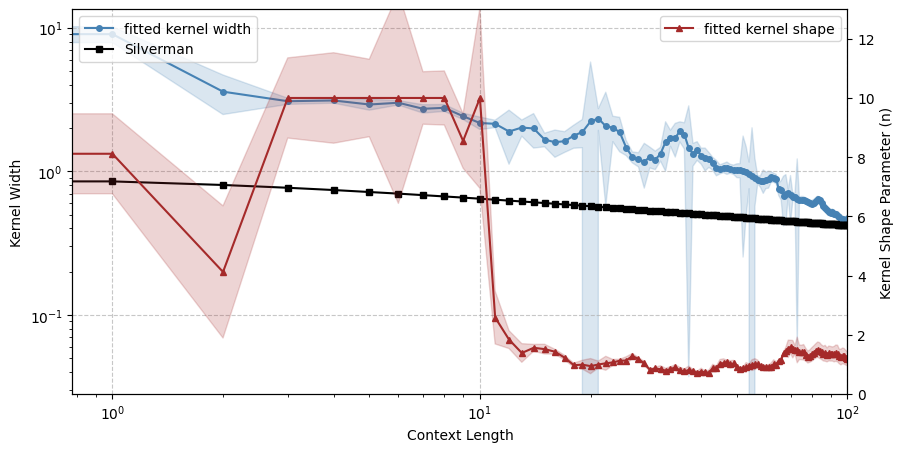 fitted kernel width
Silverman
fitted kernel shape
Kernel Width
10¹
10⁰
10⁻¹
12
10
8
6
4
2
0
Kernel Shape Parameter (n)
10⁰
10¹
10²
Context Length